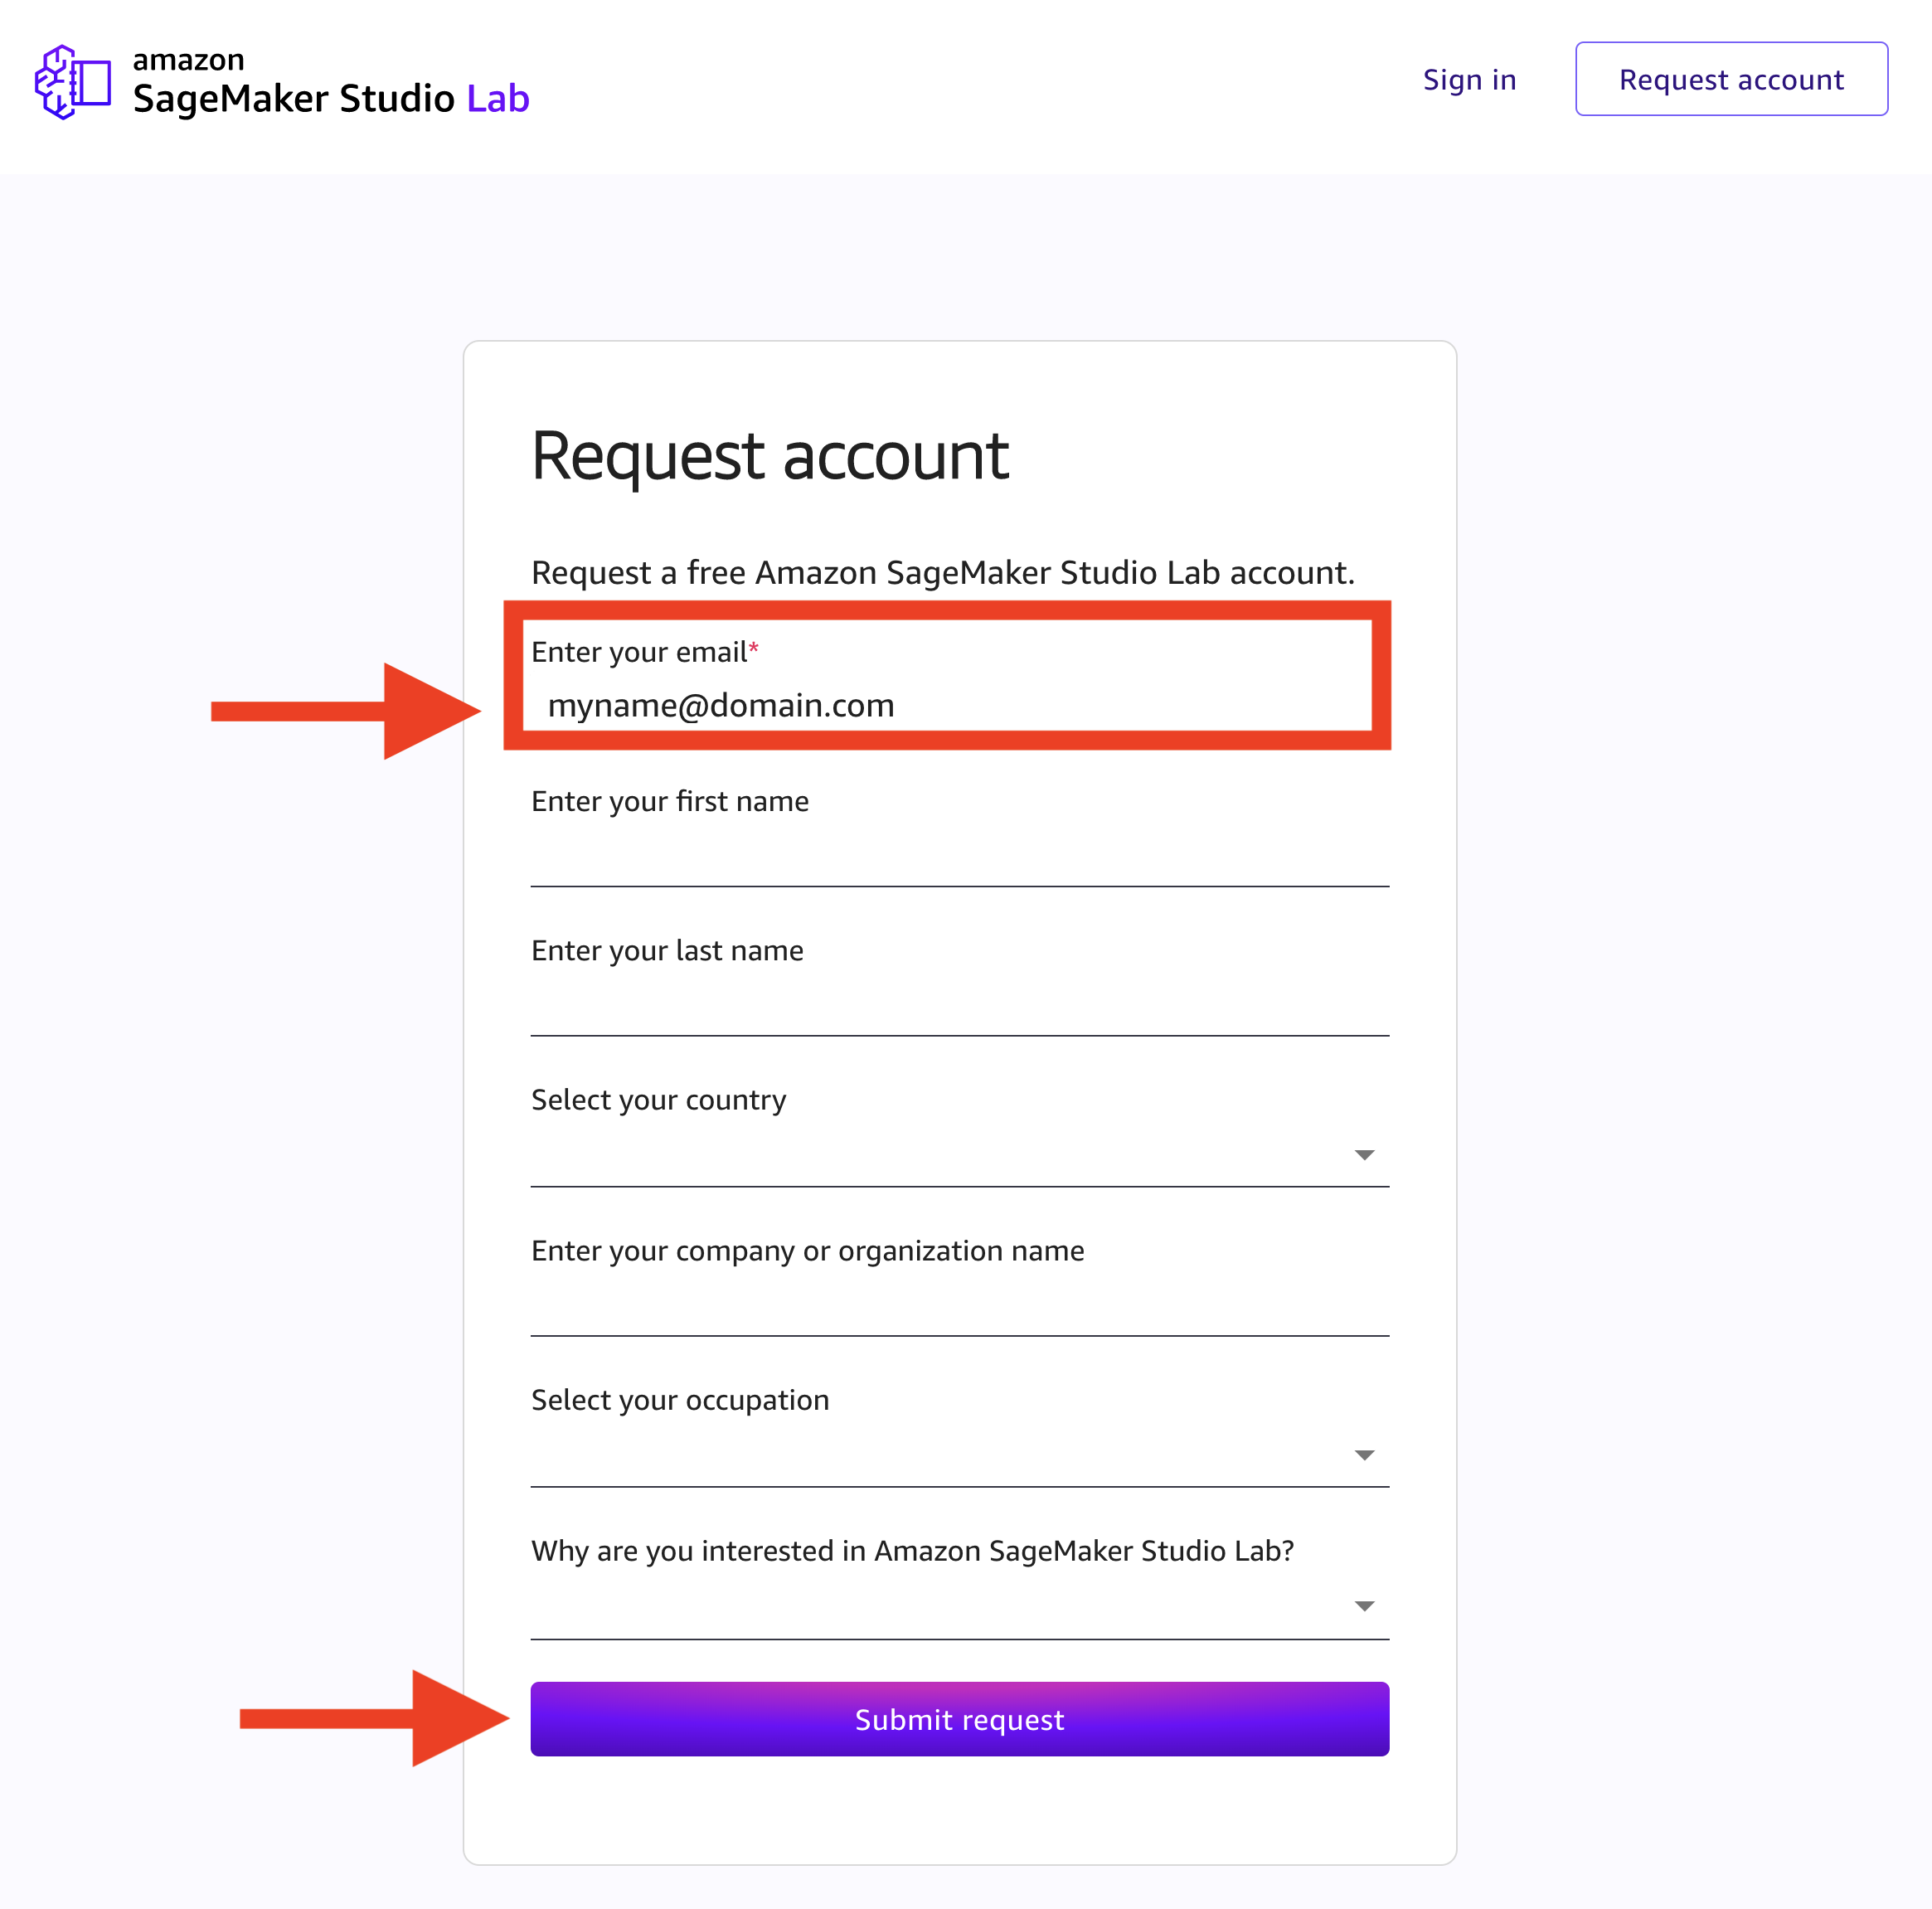 amazon
SageMaker Studio Lab
Sign in
Request account
Request account
Request a free Amazon SageMaker Studio Lab account.
Enter your email*
myname@domain.com
Enter your first name
Enter your last name
Select your country
Enter your company or organization name
Select your occupation
Why are you interested in Amazon SageMaker Studio Lab?
Submit request